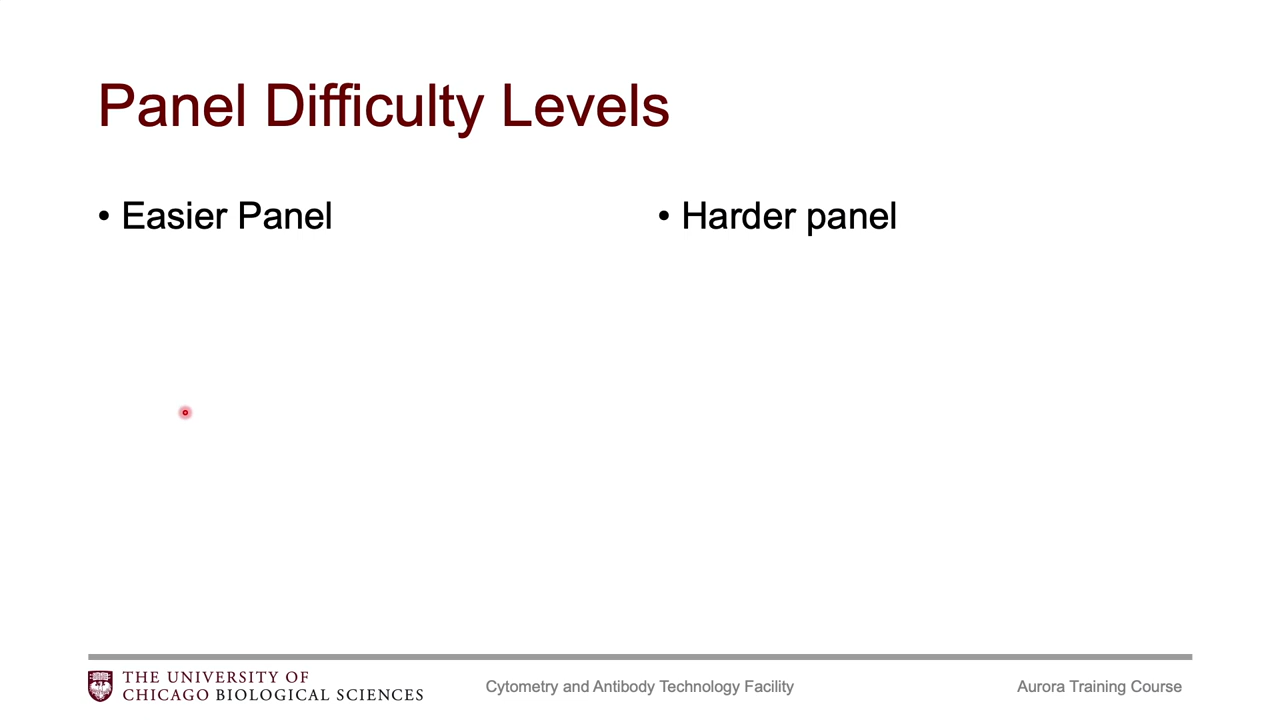 Panel Difficulty Levels
• Easier Panel
• Harder panel
THE UNIVERSITY OF
CHICAGO BIOLOGICAL SCIENCES
Cytometry and Antibody Technology Facility
Aurora Training Course